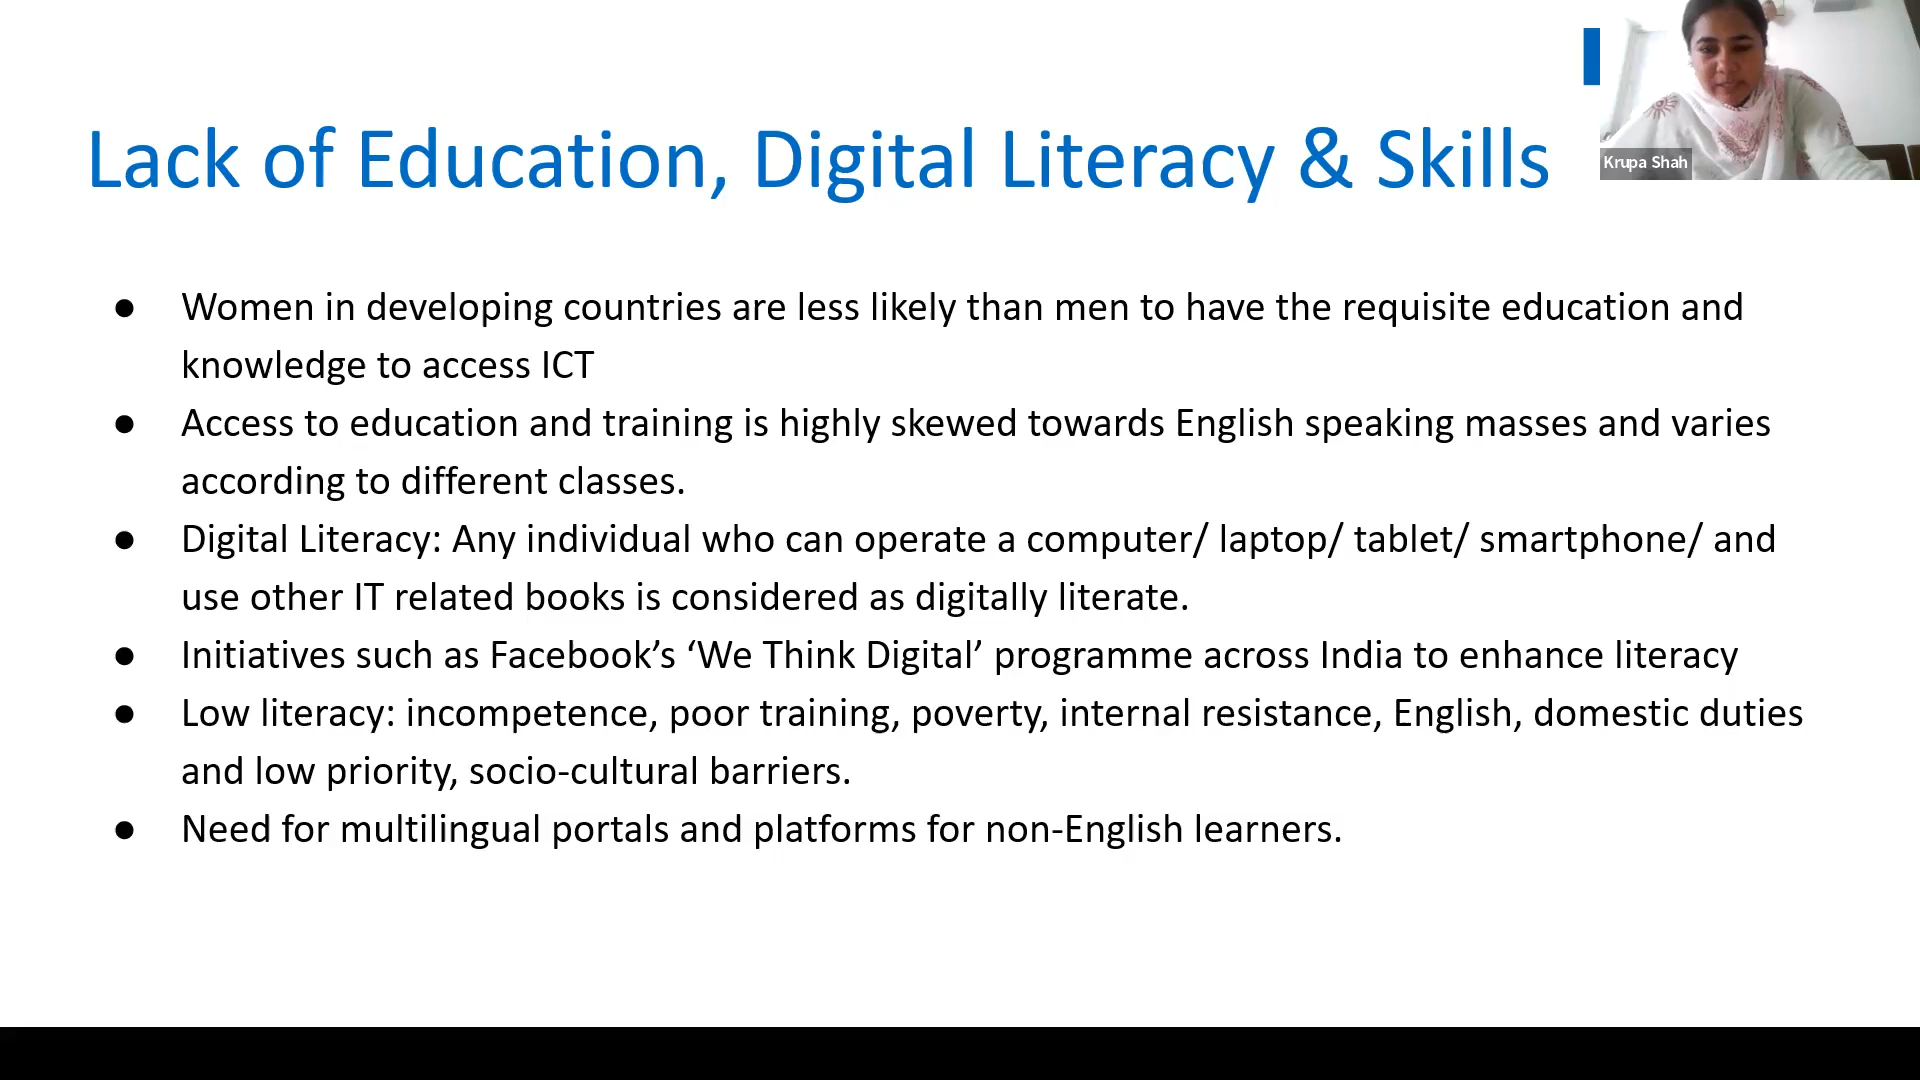 Lack of Education, Digital Literacy & Skills
Krupa Shah
● Women in developing countries are less likely than men to have the requisite education and
knowledge to access ICT
● Access to education and training is highly skewed towards English speaking masses and varies
according to different classes.
● Digital Literacy: Any individual who can operate a computer/ laptop/ tablet/ smartphone/ and
use other IT related books is considered as digitally literate.
● Initiatives such as Facebook’s ‘We Think Digital’ programme across India to enhance literacy
● Low literacy: incompetence, poor training, poverty, internal resistance, English, domestic duties
and low priority, socio-cultural barriers.
● Need for multilingual portals and platforms for non-English learners.